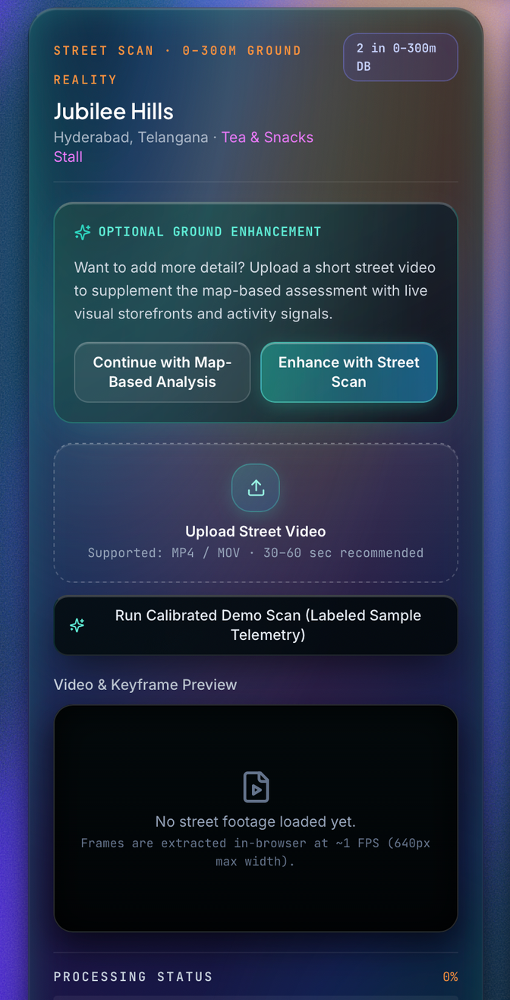 STREET SCAN · 0–300M GROUND
REALITY
2 in 0–300m
DB
Jubilee Hills
Hyderabad, Telangana · Tea & Snacks
Stall
OPTIONAL GROUND ENHANCEMENT
Want to add more detail? Upload a short street video
to supplement the map-based assessment with live
visual storefronts and activity signals.
Continue with Map-
Based Analysis
Enhance with Street
Scan
Upload Street Video
Supported: MP4 / MOV · 30–60 sec recommended
Run Calibrated Demo Scan (Labeled Sample
Telemetry)
Video & Keyframe Preview
No street footage loaded yet.
Frames are extracted in-browser at ~1 FPS (640px
max width).
PROCESSING STATUS
0%